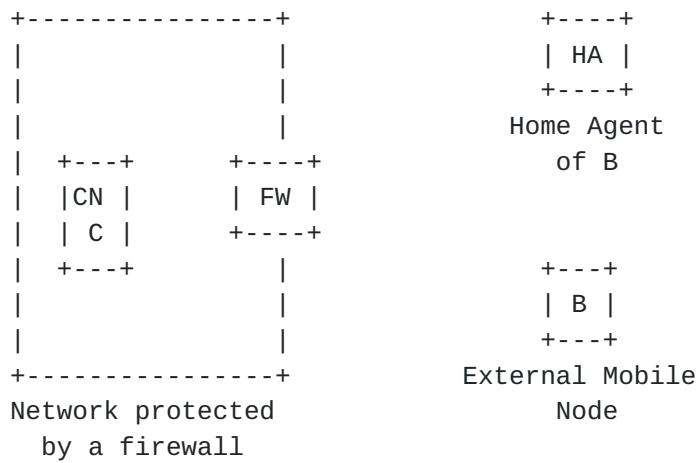 +----------------+ +----+
| | | HA |
| | +----+
| | Home Agent
| +---+ +----+ of B
| |CN | | FW |
| | C | +----+
| +---+ | +---+
| | | B |
| | +---+
+----------------+ External Mobile
Network protected Node
by a firewall